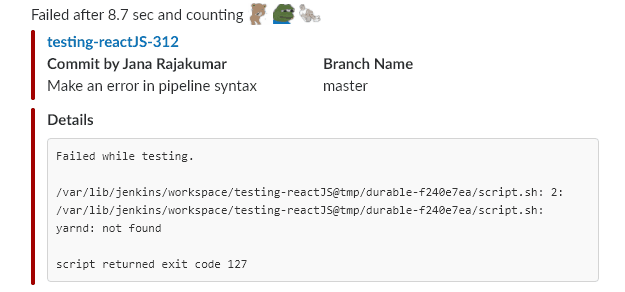 Failed after 8.7 sec and counting
testing-reactJS-312
Commit by Jana Rajakumar
Branch Name
Make an error in pipeline syntax
master
Details
Failed while testing.
/var/lib/jenkins/workspace/testing-reactJS@tmp/durable-f240e7ea/script.sh: 2:
/var/lib/jenkins/workspace/testing-reactJS@tmp/durable-f240e7ea/script.sh:
yarnd: not found
script returned exit code 127